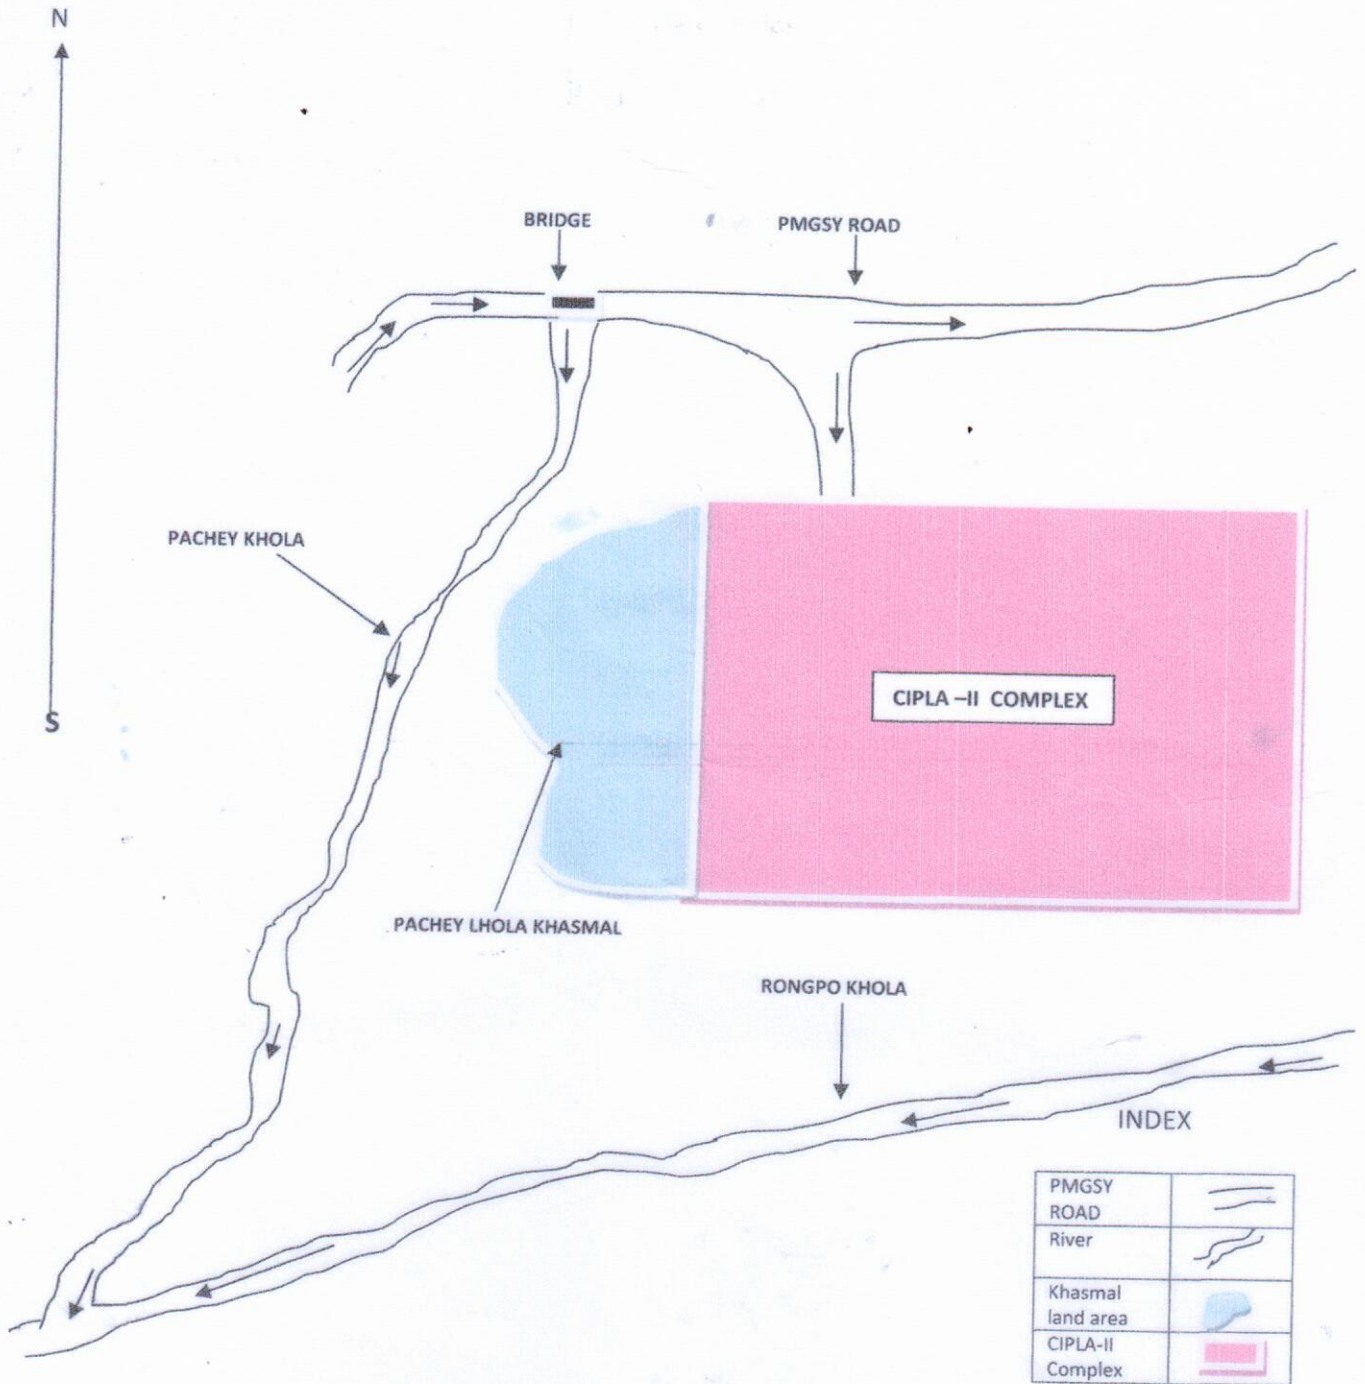 N
BRIDGE
PMGSY ROAD
PACHEY KHOLA
S
CIPLA –II COMPLEX
PACHEY LHOLA KHASMAL
RONGPO KHOLA
INDEX
PMGSY
ROAD
River
Khasmal
land area
CIPLA-II
Complex